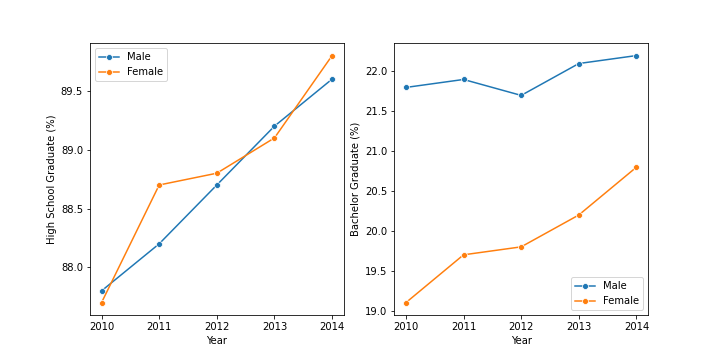 Male
Female
89.5
89.0
88.5
88.0
High School Graduate (%)
2010 2011 2012 2013 2014
Year
22.0
21.5
21.0
20.5
20.0
19.5
19.0
Bachelor Graduate (%)
Male
Female
2010 2011 2012 2013 2014
Year